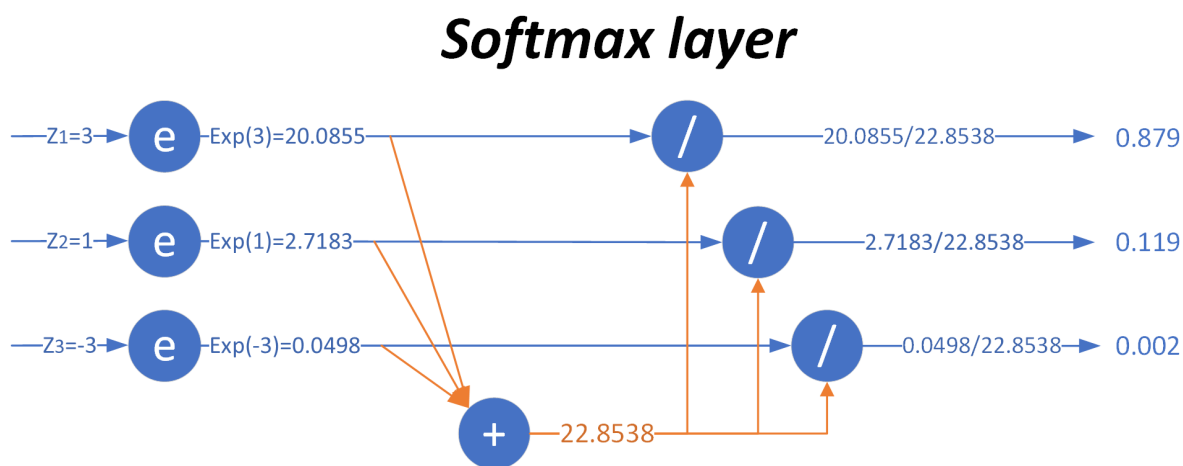 Softmax layer
Z1=3 e Exp(3)=20.0855 / 20.0855/22.8538 0.879
Z2=1 e Exp(1)=2.7183 / 2.7183/22.8538 0.119
Z3=-3 e Exp(-3)=0.0498 / 0.0498/22.8538 0.002
+ 22.8538